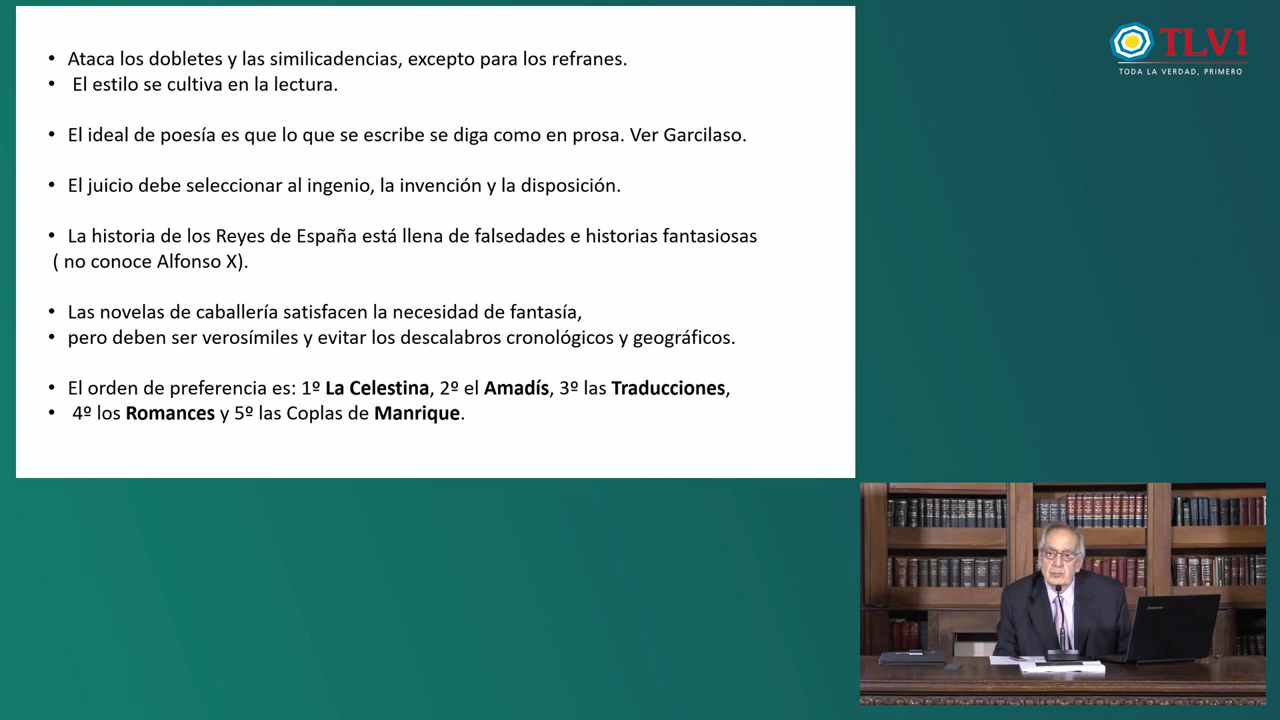 • Ataca los dobletes y las similicadencias, excepto para los refranes.
• El estilo se cultiva en la lectura.
• El ideal de poesía es que lo que se escribe se diga como en prosa. Ver Garcilaso.
• El juicio debe seleccionar al ingenio, la invención y la disposición.
• La historia de los Reyes de España está llena de falsedades e historias fantasiosas
( no conoce Alfonso X).
• Las novelas de caballería satisfacen la necesidad de fantasía,
• pero deben ser verosímiles y evitar los descalabros cronológicos y geográficos.
• El orden de preferencia es: 1º La Celestina, 2º el Amadís, 3º las Traducciones,
• 4º los Romances y 5º las Coplas de Manrique.
TLV1
TODA LA VERDAD, PRIMERO